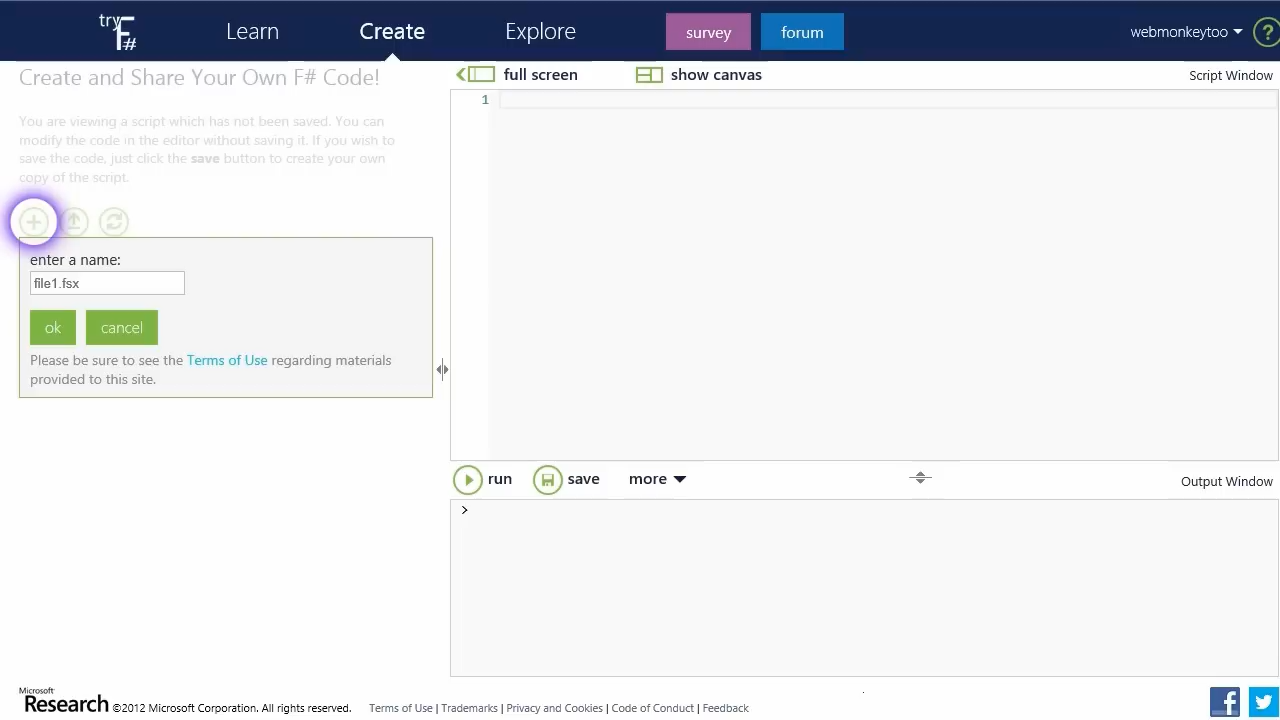 try F#
Learn
Create
Explore
survey
forum
webmonkeytoo
?
Create and Share Your Own F# Code!
full screen
show canvas
Script Window
You are viewing a script which has not been saved. You can
modify the code in the editor without saving it. If you wish to
save the code, just click the save button to create your own
copy of the script.
1
enter a name:
file1.fsx
ok
cancel
Please be sure to see the Terms of Use regarding materials
provided to this site.
run
save
more
Output Window
>
Microsoft
Research ©2012 Microsoft Corporation. All rights reserved. Terms of Use | Trademarks | Privacy and Cookies | Code of Conduct | Feedback
f